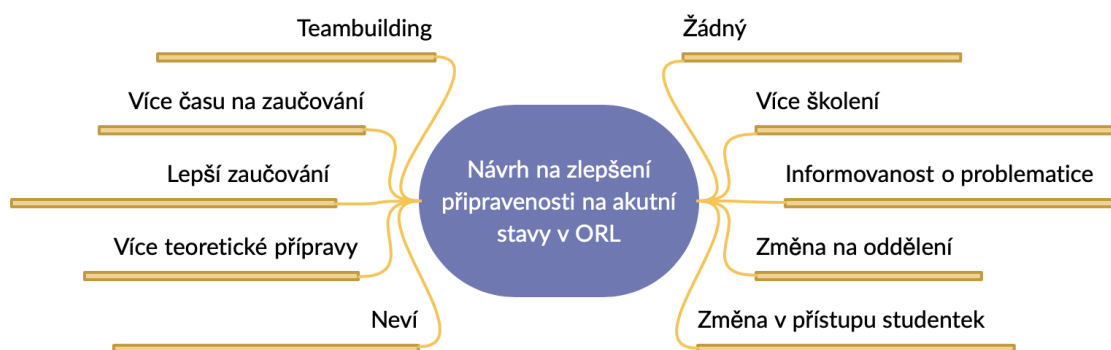 Teambuilding
Více času na zaučování
Lepší zaučování
Více teoretické přípravy
Neví
Návrh na zlepšení
připravenosti na akutní
stavy v ORL
Žádný
Více školení
Informovanost o problematice
Změna na oddělení
Změna v přístupu studentek